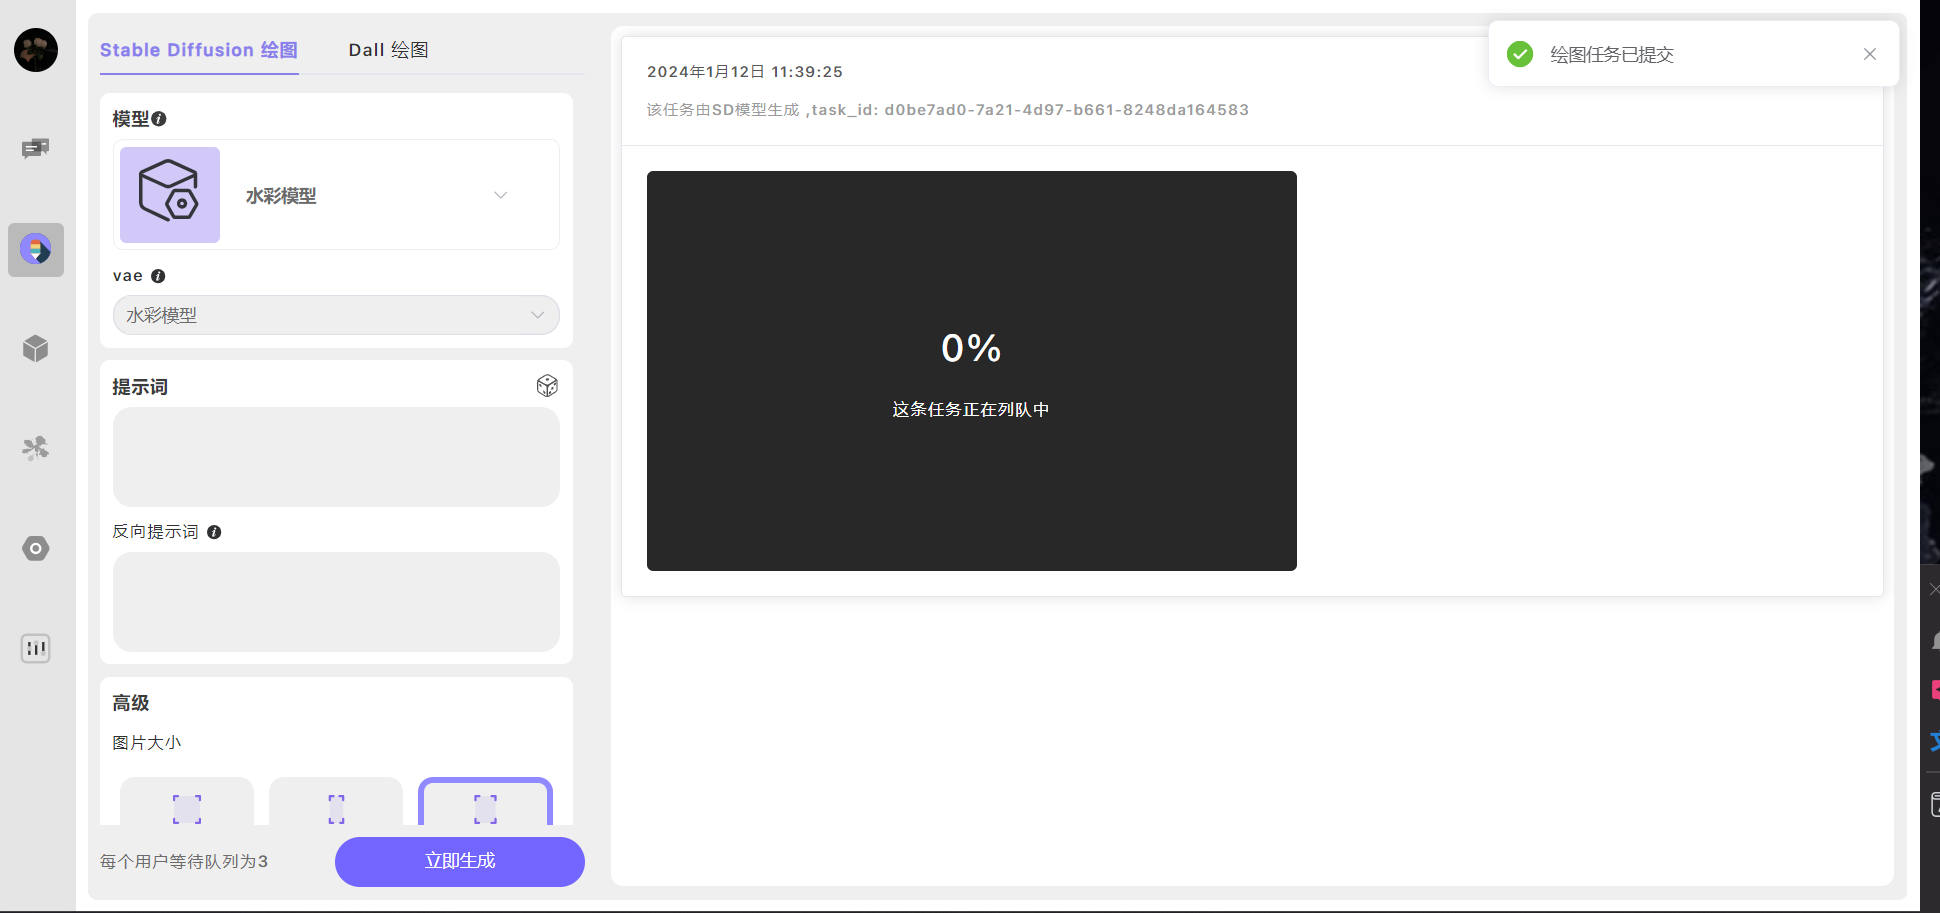 Stable Diffusion 绘图
Dall 绘图
模型
水彩模型
vae
水彩模型
提示词
反向提示词
高级
图片大小
每个用户等待队列为3
立即生成
2024年1月12日 11:39:25
该任务由SD模型生成 ,task_id: d0be7ad0-7a21-4d97-b661-8248da164583
0%
这条任务正在列队中
绘图任务已提交